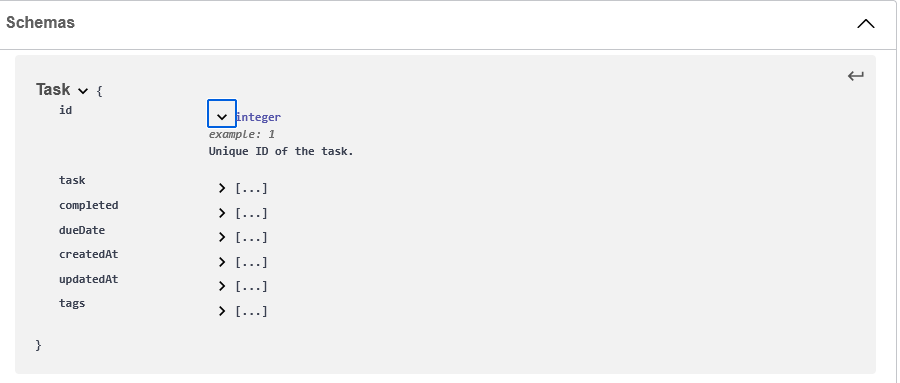 Schemas
Task {
id integer
example: 1
Unique ID of the task.
task [...]
completed [...]
dueDate [...]
createdAt [...]
updatedAt [...]
tags [...]
}